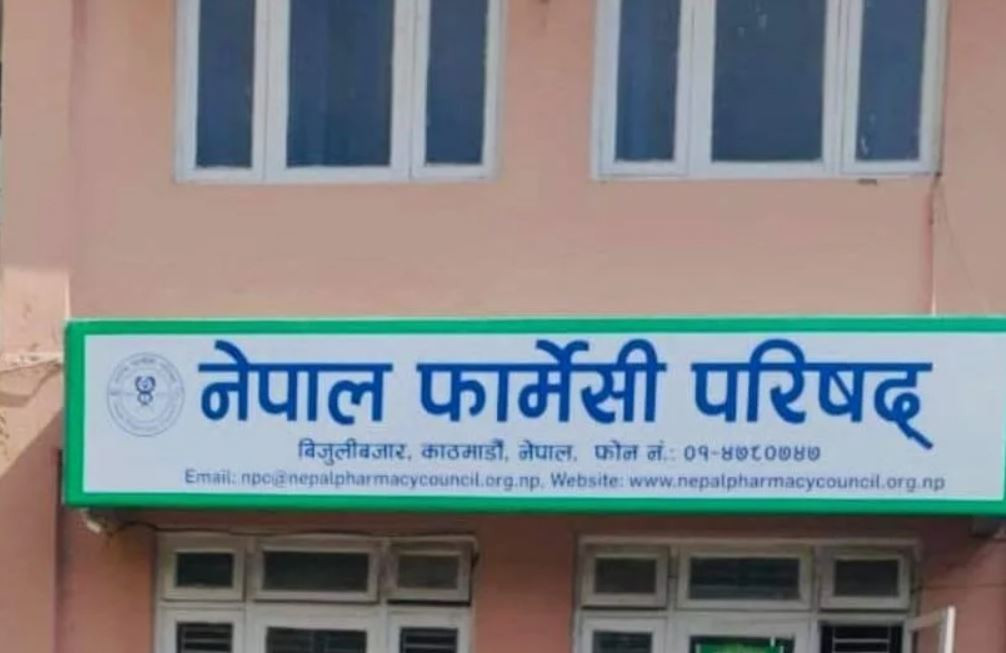 नेपाल फार्मेसी परिषद्
बिजुलीबजार, काठमाडौं, नेपाल, फोन नं.: ०१-४७८०७४७
Email: npc@nepalpharmacycouncil.org.np, Website: www.nepalpharmacycouncil.org.np